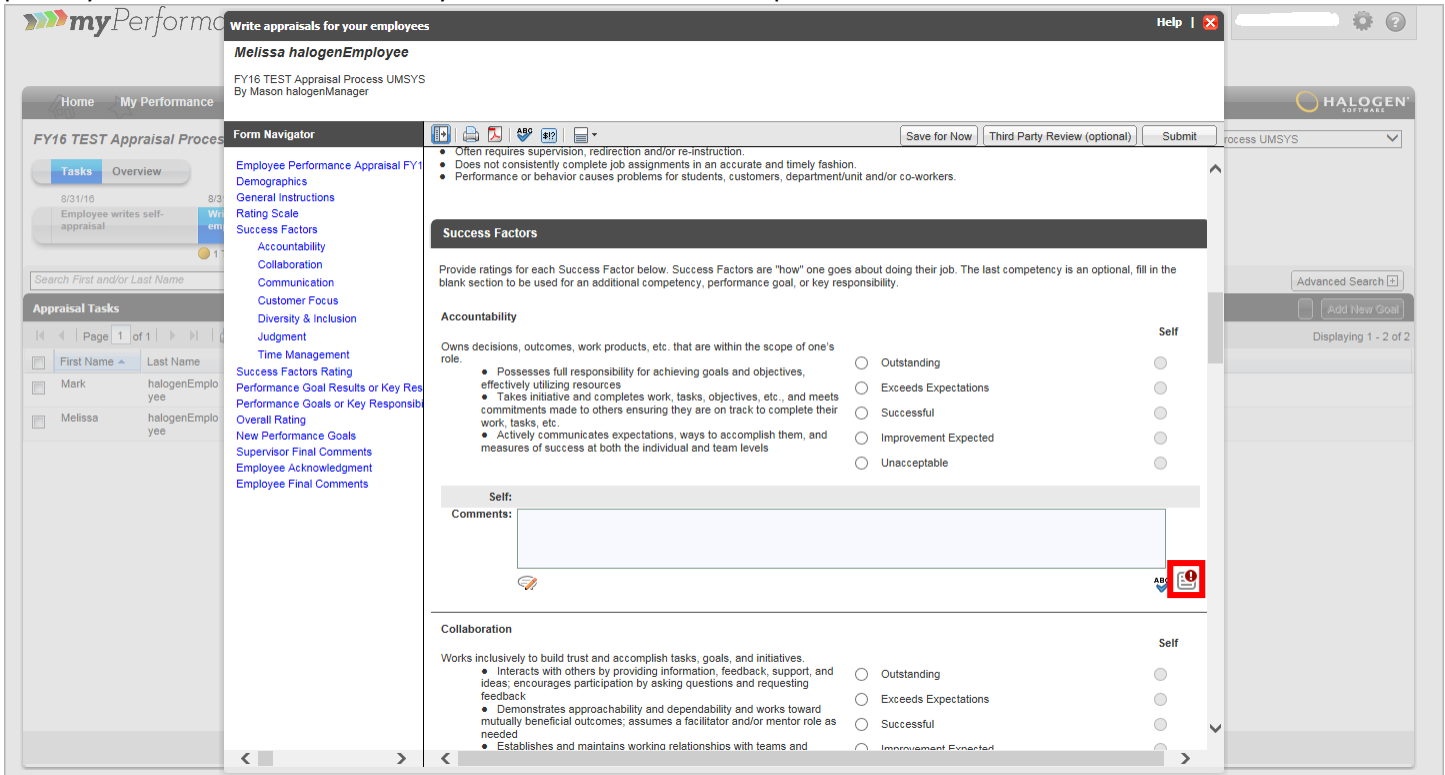 myPerforma
Write appraisals for your employees
Help |
Melissa halogenEmployee
FY16 TEST Appraisal Process UMSYS
By Mason halogenManager
Home My Performance
HALOGEN
SOFTWARE
FY16 TEST Appraisal Proces
rocess UMSYS
Tasks Overview
8/31/16 8/3
Employee writes self-
appraisal
Wri
em
1 T
Search First and/or Last Name
Advanced Search
Appraisal Tasks
Add New Goal
Page 1 of 1
Displaying 1 - 2 of 2
First Name Last Name
Mark halogenEmplo
yee
Melissa halogenEmplo
yee
Form Navigator
Employee Performance Appraisal FY1
Demographics
General Instructions
Rating Scale
Success Factors
Accountability
Collaboration
Communication
Customer Focus
Diversity & Inclusion
Judgment
Time Management
Success Factors Rating
Performance Goal Results or Key Res
Performance Goals or Key Responsibi
Overall Rating
New Performance Goals
Supervisor Final Comments
Employee Acknowledgment
Employee Final Comments
ABC
Save for Now Third Party Review (optional) Submit
• Often requires supervision, redirection and/or re-instruction.
• Does not consistently complete job assignments in an accurate and timely fashion.
• Performance or behavior causes problems for students, customers, department/unit and/or co-workers.
Success Factors
Provide ratings for each Success Factor below. Success Factors are "how" one goes about doing their job. The last competency is an optional, fill in the
blank section to be used for an additional competency, performance goal, or key responsibility.
Accountability
Self
Owns decisions, outcomes, work products, etc. that are within the scope of one's
role.
• Possesses full responsibility for achieving goals and objectives,
effectively utilizing resources
• Takes initiative and completes work, tasks, objectives, etc., and meets
commitments made to others ensuring they are on track to complete their
work, tasks, etc.
• Actively communicates expectations, ways to accomplish them, and
measures of success at both the individual and team levels
Outstanding
Exceeds Expectations
Successful
Improvement Expected
Unacceptable
Self:
Comments:
ABC
Collaboration
Self
Works inclusively to build trust and accomplish tasks, goals, and initiatives.
• Interacts with others by providing information, feedback, support, and
ideas; encourages participation by asking questions and requesting
feedback
• Demonstrates approachability and dependability and works toward
mutually beneficial outcomes; assumes a facilitator and/or mentor role as
needed
• Establishes and maintains working relationships with teams and
Outstanding
Exceeds Expectations
Successful
Improvement Expected